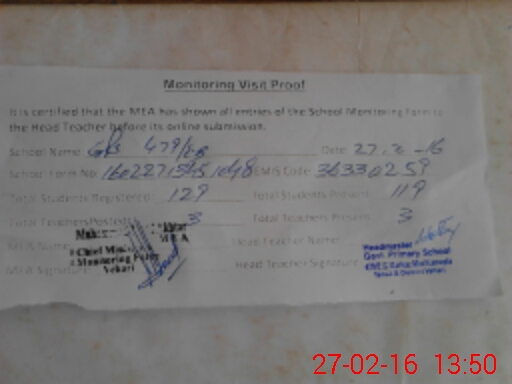 Monitoring Visit Proof
It is certified that the MEA has shown all entries of the School Monitoring Form to
the Head Teacher before its online submission.
School Name: GPS 479/EB Date: 27.2-16
School Form No: EMIS Code: 36330259
Total Students Registered: 129 Total Students Present: 119
Total Teachers Posted: 3 Total Teachers Present: 3
MEA Name: Head Teacher Name:
MEA Signature: Head Teacher Signature
M.E.A
Chief Minister
Monitoring Force
Vehari
Headmaster
Govt. Primary School
27-02-16 13:50